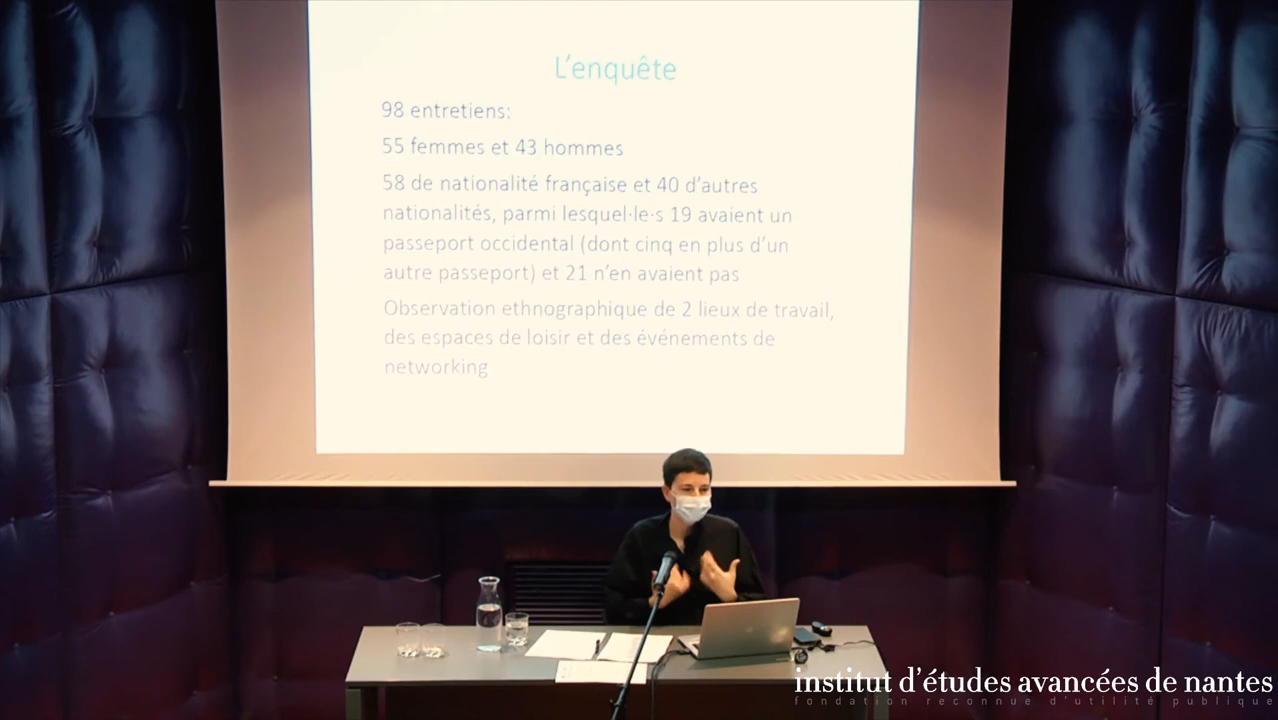 L'enquête
98 entretiens:
55 femmes et 43 hommes
58 de nationalité française et 40 d'autres
nationalités, parmi lesquel·le·s 19 avaient un
passeport occidental (dont cinq en plus d'un
autre passeport) et 21 n'en avaient pas
Observation ethnographique de 2 lieux de travail,
des espaces de loisir et des événements de
networking
institut d'études avancées de nantes
fondation reconnue d'utilité publique